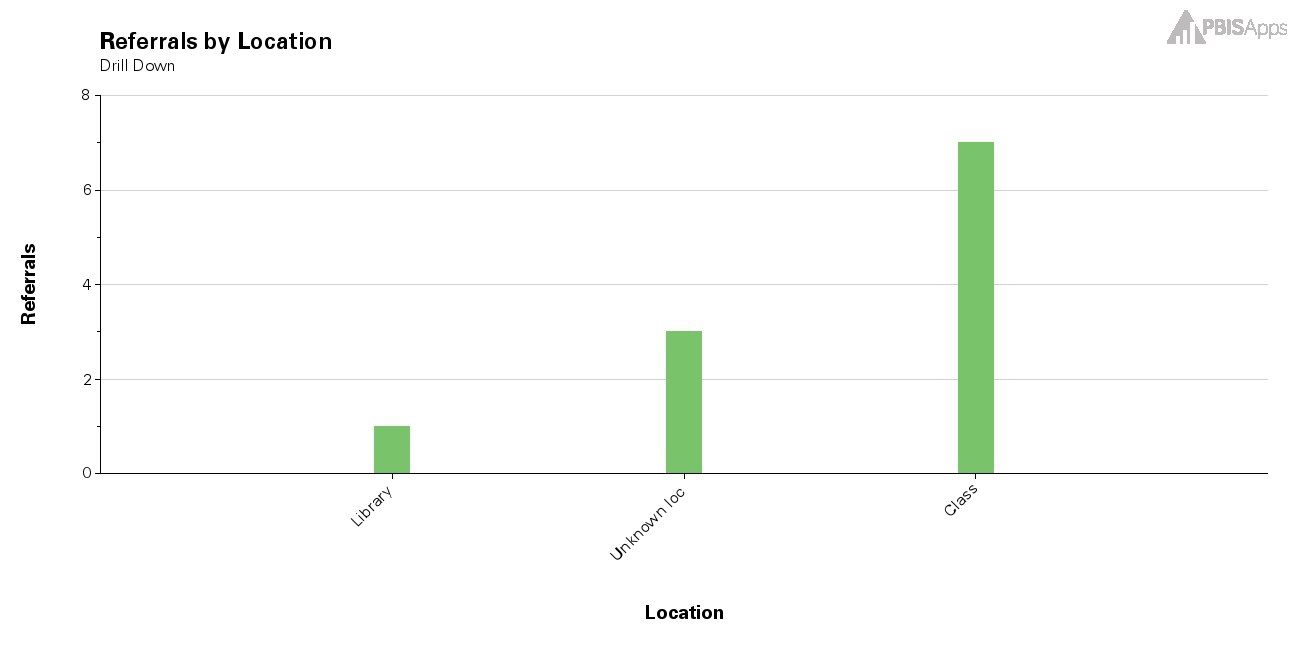 PBISApps
Referrals by Location
Drill Down
8
6
4
2
0
Referrals
Library
Unknown loc
Class
Location